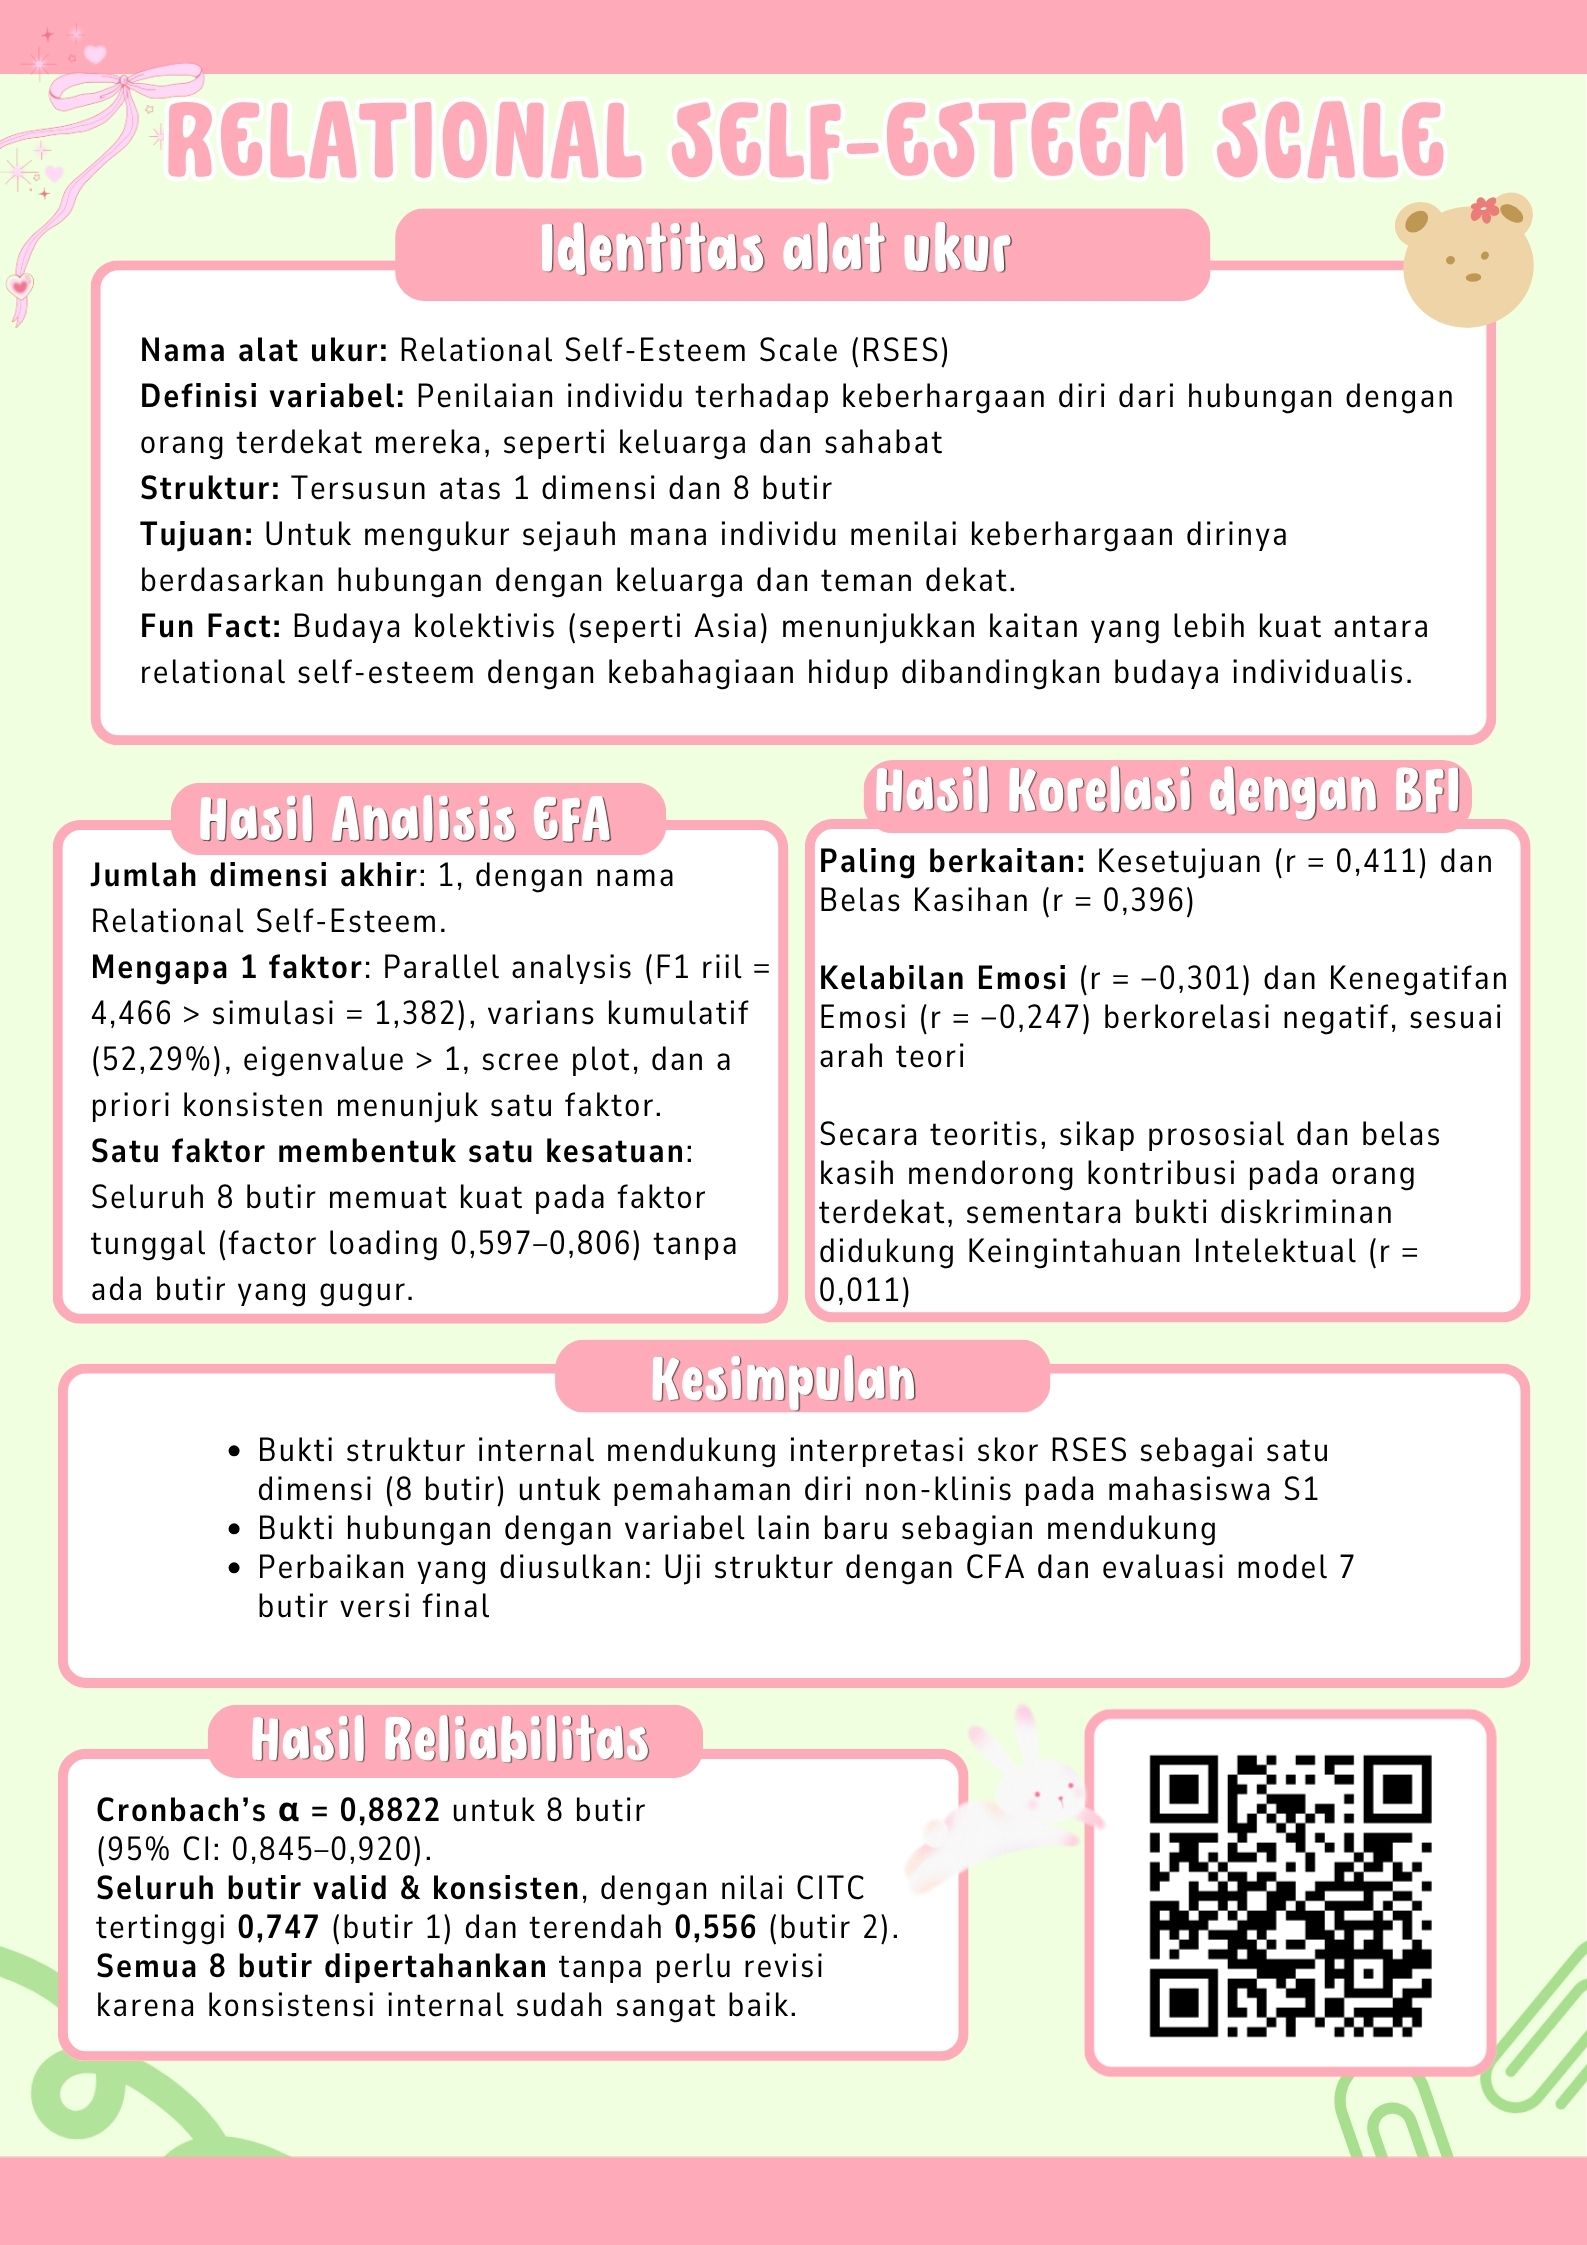 RELATIONAL SELF-ESTEEM SCALE
Identitas alat ukur
Nama alat ukur: Relational Self-Esteem Scale (RSES)
Definisi variabel: Penilaian individu terhadap keberhargaan diri dari hubungan dengan
orang terdekat mereka, seperti keluarga dan sahabat
Struktur: Tersusun atas 1 dimensi dan 8 butir
Tujuan: Untuk mengukur sejauh mana individu menilai keberhargaan dirinya
berdasarkan hubungan dengan keluarga dan teman dekat.
Fun Fact: Budaya kolektivis (seperti Asia) menunjukkan kaitan yang lebih kuat antara
relational self-esteem dengan kebahagiaan hidup dibandingkan budaya individualis.
Hasil Analisis EFA
Jumlah dimensi akhir: 1, dengan nama
Relational Self-Esteem.
Mengapa 1 faktor: Parallel analysis (F1 riil =
4,466 > simulasi = 1,382), varians kumulatif
(52,29%), eigenvalue > 1, scree plot, dan a
priori konsisten menunjuk satu faktor.
Satu faktor membentuk satu kesatuan:
Seluruh 8 butir memuat kuat pada faktor
tunggal (factor loading 0,597–0,806) tanpa
ada butir yang gugur.
Hasil Korelasi dengan BFI
Paling berkaitan: Kesetujuan (r = 0,411) dan
Belas Kasihan (r = 0,396)
Kelabilan Emosi (r = −0,301) dan Kenegatifan
Emosi (r = −0,247) berkorelasi negatif, sesuai
arah teori
Secara teoritis, sikap prososial dan belas
kasih mendorong kontribusi pada orang
terdekat, sementara bukti diskriminan
didukung Keingintahuan Intelektual (r =
0,011)
Kesimpulan
• Bukti struktur internal mendukung interpretasi skor RSES sebagai satu
dimensi (8 butir) untuk pemahaman diri non-klinis pada mahasiswa S1
• Bukti hubungan dengan variabel lain baru sebagian mendukung
• Perbaikan yang diusulkan: Uji struktur dengan CFA dan evaluasi model 7
butir versi final
Hasil Reliabilitas
Cronbach’s α = 0,8822 untuk 8 butir
(95% CI: 0,845–0,920).
Seluruh butir valid & konsisten, dengan nilai CITC
tertinggi 0,747 (butir 1) dan terendah 0,556 (butir 2).
Semua 8 butir dipertahankan tanpa perlu revisi
karena konsistensi internal sudah sangat baik.